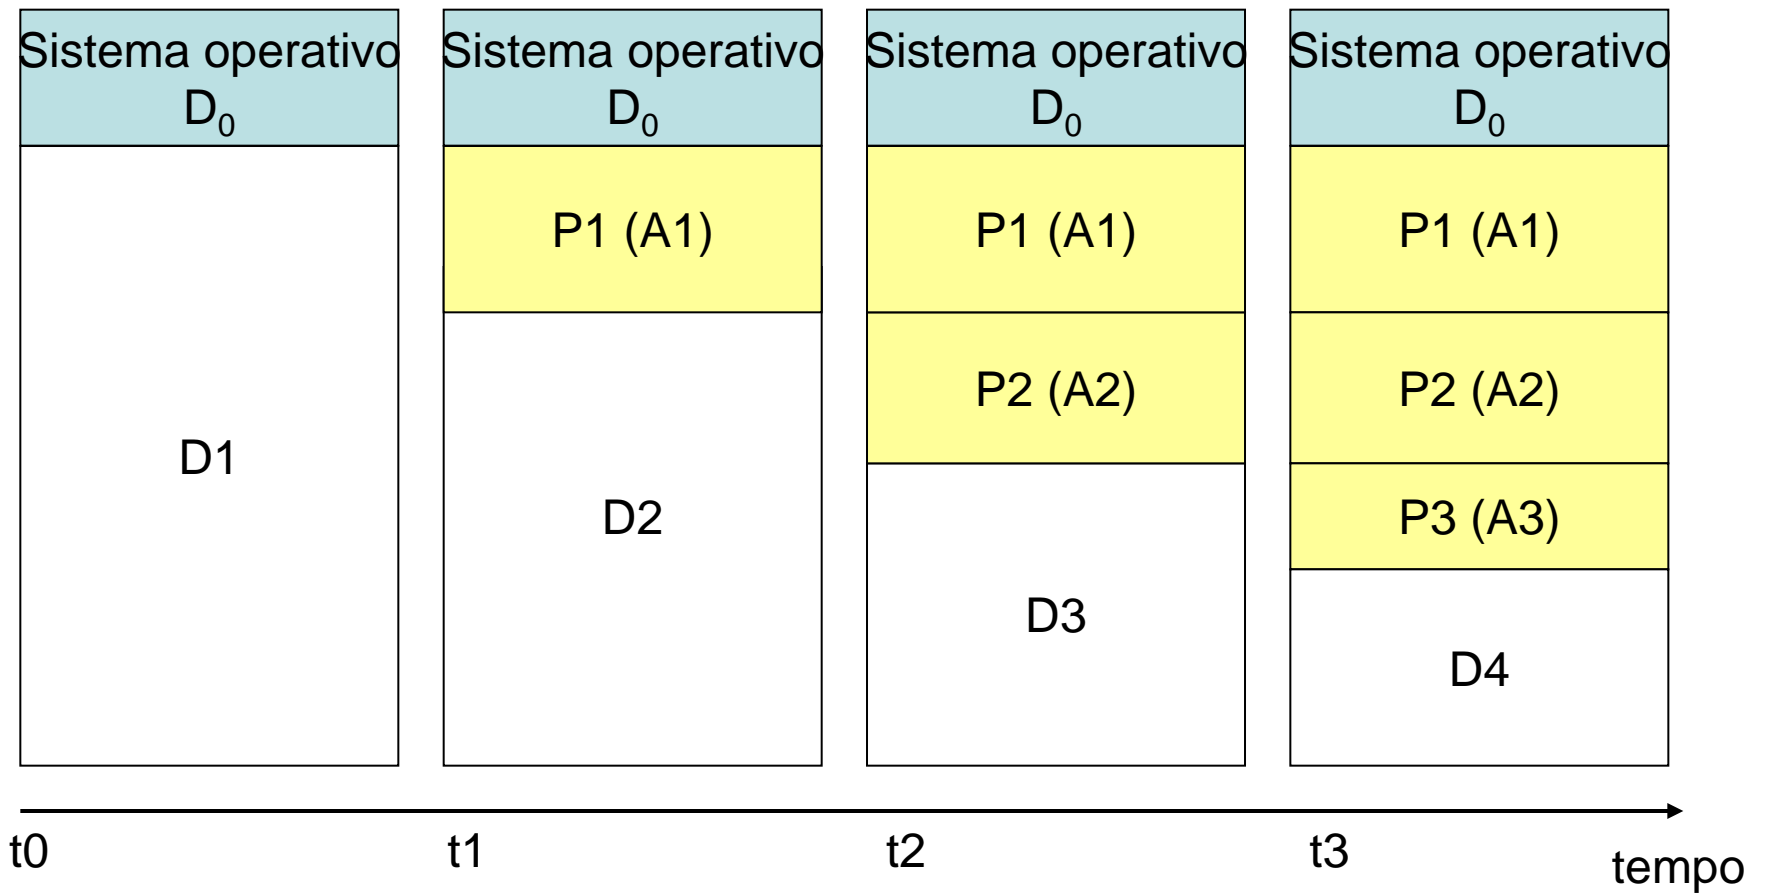 Sistema operativo
D₀
D1
Sistema operativo
D₀
P1 (A1)
D2
Sistema operativo
D₀
P1 (A1)
P2 (A2)
D3
Sistema operativo
D₀
P1 (A1)
P2 (A2)
P3 (A3)
D4
t0
t1
t2
t3
tempo